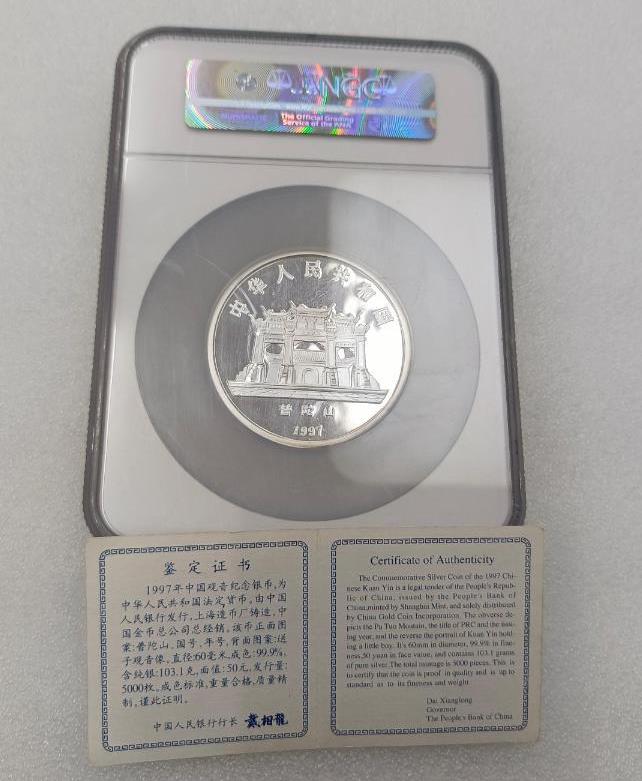 NGC
NUMISMATIC
The Official Grading
Service of the ANA
中华人民共和国
普陀山
1997
鉴定证书
1997年中国观音纪念银币,为
中华人民共和国法定货币,由中
国人民银行发行,上海造币厂铸造,中
国金币总公司总经销。该币正面图
案:普陀山、国号、年号,背面图案:送
子观音像。直径:60毫米,成色:99.9%,
含纯银:103.1克,面值:50元,发行量:
5000枚。成色标准,重量合格,质量精
制,谨此证明。
中国人民银行行长 戴相龍
Certificate of Authenticity
The Commemorative Silver Coin of the 1997 Chi-
nese Kuan Yin is a legal tender of the People's Repub-
lic of China, issued by the People's Bank of
China,minted by Shanghai Mint, and solely distributed
by China Gold Coin Incorporation. The obverse de-
picts the Pu Tuo Mountain, the title of PRC and the issu-
ing year, and the reverse the portrait of Kuan Yin hold-
ing a little boy. It's 60mm in diameter, 99.9% in fine-
ness,50 yuan in face value, and contains 103.1 grams
of pure silver.The total mintage is 5000 pieces. This is
to certify that the coin is proof in quality and is up to
standard as to its fineness and weight.
Dai Xianglong
Governor
The People's Bank of China